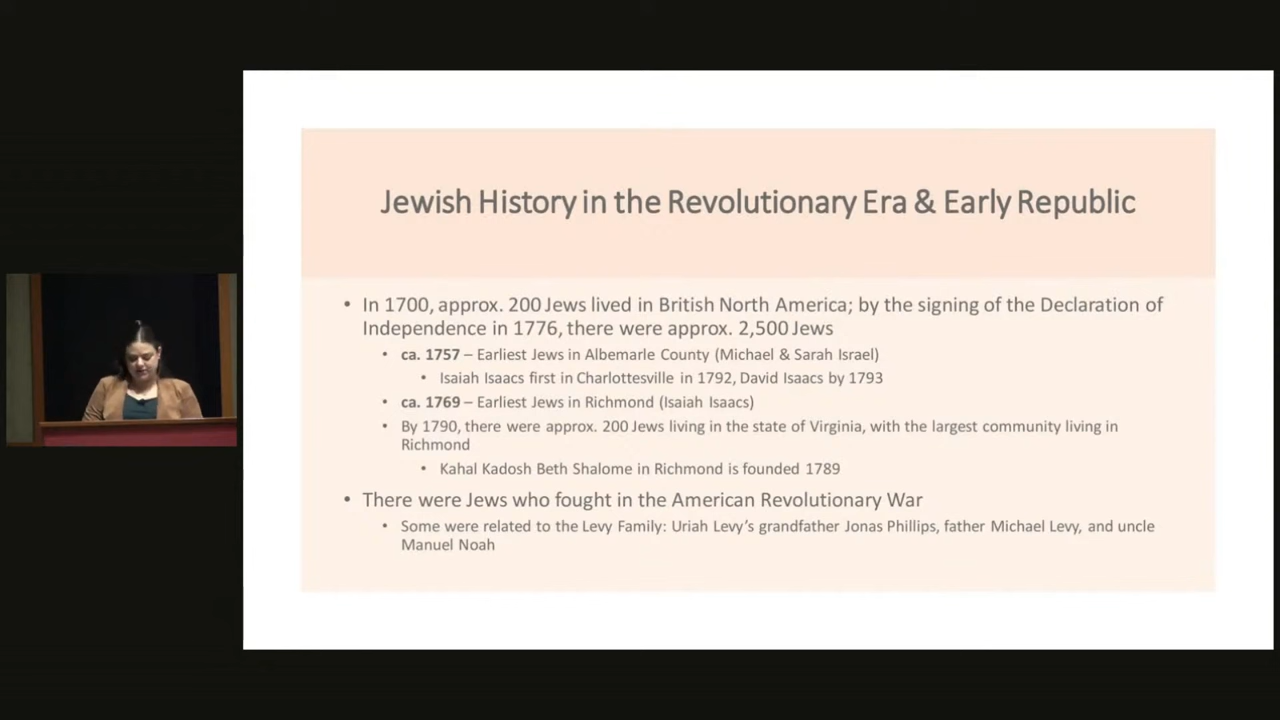 Jewish History in the Revolutionary Era & Early Republic
• In 1700, approx. 200 Jews lived in British North America; by the signing of the Declaration of
Independence in 1776, there were approx. 2,500 Jews
• ca. 1757 – Earliest Jews in Albemarle County (Michael & Sarah Israel)
• Isaiah Isaacs first in Charlottesville in 1792, David Isaacs by 1793
• ca. 1769 – Earliest Jews in Richmond (Isaiah Isaacs)
• By 1790, there were approx. 200 Jews living in the state of Virginia, with the largest community living in
Richmond
• Kahal Kadosh Beth Shalome in Richmond is founded 1789
• There were Jews who fought in the American Revolutionary War
• Some were related to the Levy Family: Uriah Levy’s grandfather Jonas Phillips, father Michael Levy, and uncle
Manuel Noah